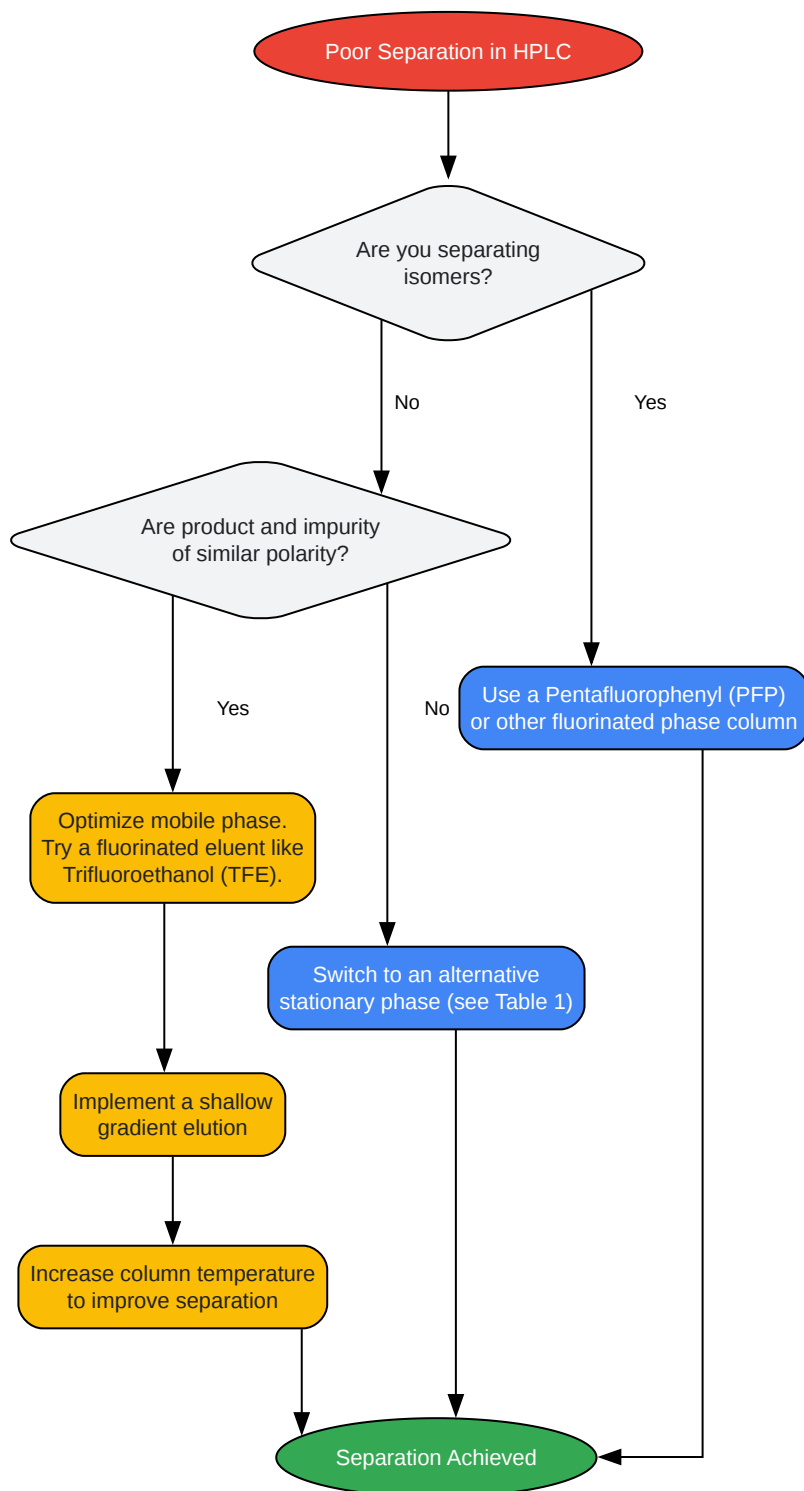 Poor Separation in HPLC
Are you separating
isomers?
No
Yes
Are product and impurity
of similar polarity?
Yes
No
Use a Pentafluorophenyl (PFP)
or other fluorinated phase column
Optimize mobile phase.
Try a fluorinated eluent like
Trifluoroethanol (TFE).
Switch to an alternative
stationary phase (see Table 1)
Implement a shallow
gradient elution
Increase column temperature
to improve separation
Separation Achieved